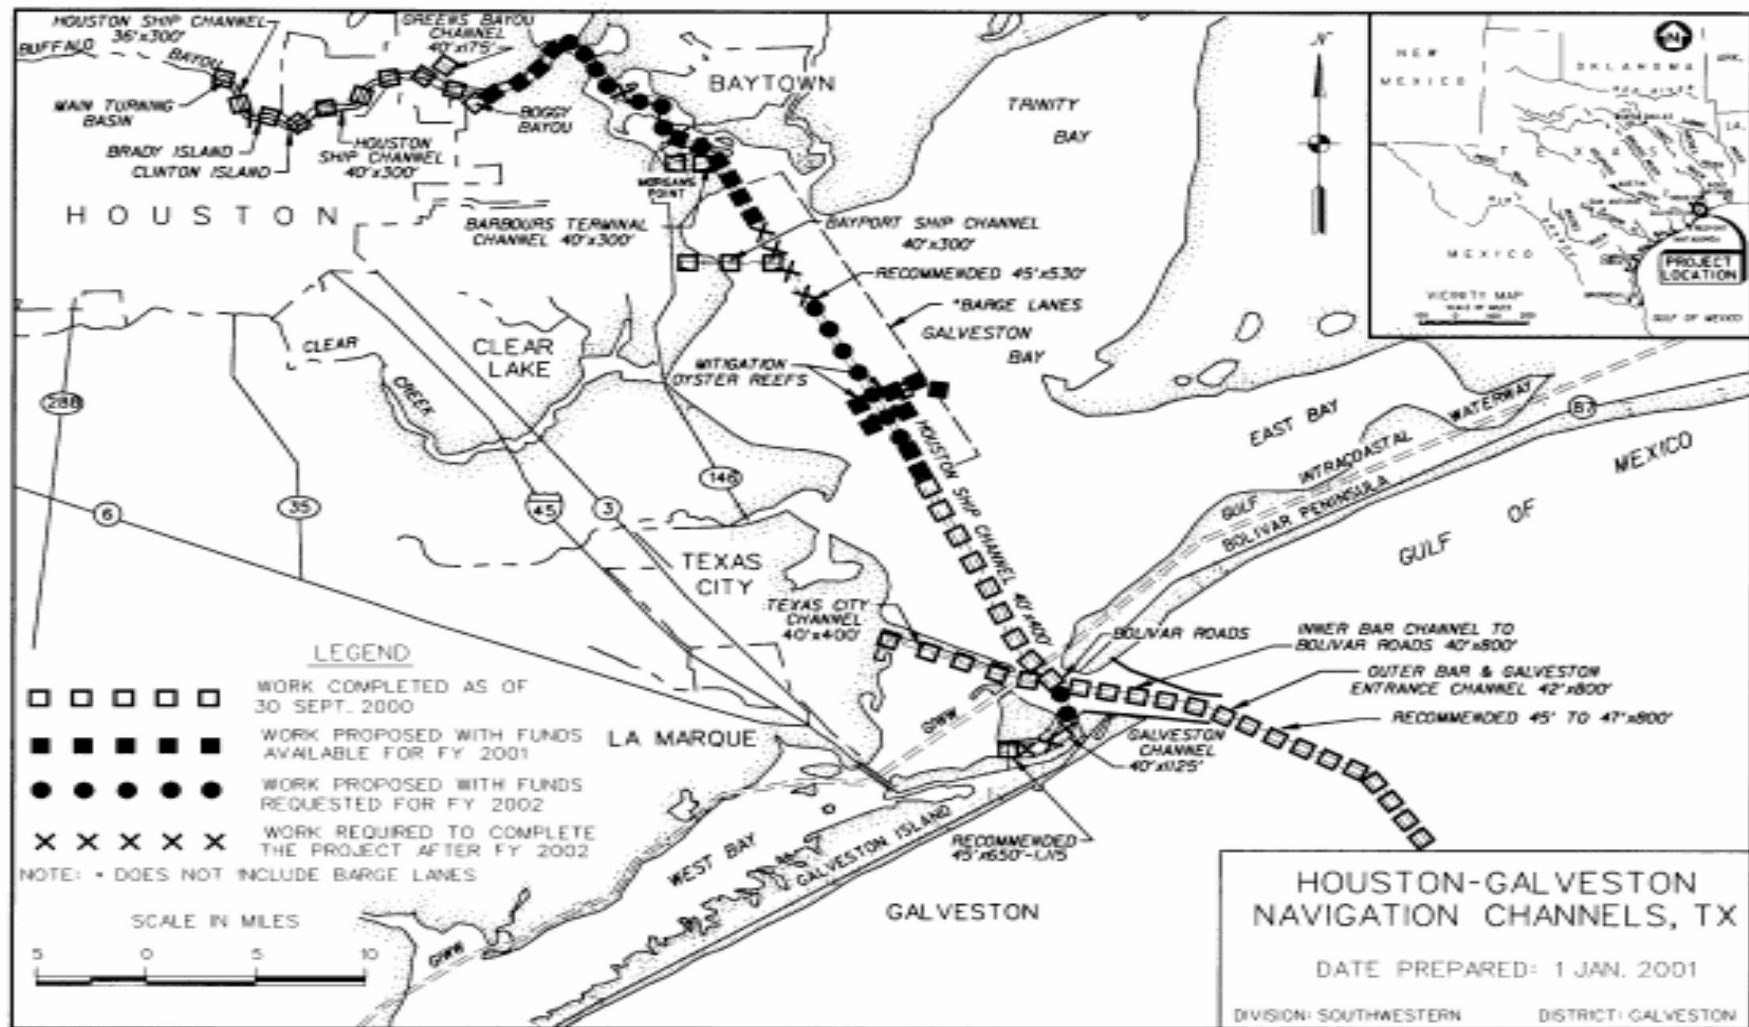 HOUSTON SHIP CHANNEL
36'x300'
BUFFALO
BAYOU
GREENS BAYOU
CHANNEL
40'x175'
MAIN TURNING
BASIN
BRADY ISLAND
CLINTON ISLAND
HOUSTON
SHIP CHANNEL
40'x300'
BOGGY
BAYOU
BAYTOWN
TRINITY
BAY
N
HOUSTON
MORGANS
POINT
BARBOURS TERMINAL
CHANNEL 40'x300'
BAYPORT SHIP CHANNEL
40'x300'
RECOMMENDED 45'x530'
*BARGE LANES
GALVESTON
BAY
CLEAR
CREEK
CLEAR
LAKE
MITIGATION
OYSTER REEFS
288
6
35
45
3
146
87
HOUSTON SHIP CHANNEL 40'x400'
EAST BAY
GULF INTRACOASTAL WATERWAY
BOLIVAR PENINSULA
GULF OF MEXICO
TEXAS
CITY
TEXAS CITY
CHANNEL
40'x400'
BOLIVAR ROADS
INNER BAR CHANNEL TO
BOLIVAR ROADS 40'x800'
OUTER BAR & GALVESTON
ENTRANCE CHANNEL 42'x800'
RECOMMENDED 45' TO 47'x800'
GALVESTON
CHANNEL
40'x1125'
LA MARQUE
GIWW
RECOMMENDED
45'x650'-1,115
WEST BAY
GALVESTON ISLAND
GALVESTON
GIWW
LEGEND
WORK COMPLETED AS OF
30 SEPT. 2000
WORK PROPOSED WITH FUNDS
AVAILABLE FOR FY 2001
WORK PROPOSED WITH FUNDS
REQUESTED FOR FY 2002
WORK REQUIRED TO COMPLETE
THE PROJECT AFTER FY 2002
NOTE: * DOES NOT INCLUDE BARGE LANES
SCALE IN MILES
5 0 5 10
NEW
MEXICO
OKLAHOMA
ARK.
RED RIVER
LA.
TEXAS
MEXICO
PROJECT
LOCATION
VICINITY MAP
SCALE OF MILES
GULF OF MEXICO
HOUSTON-GALVESTON
NAVIGATION CHANNELS, TX
DATE PREPARED: 1 JAN. 2001
DIVISION: SOUTHWESTERN DISTRICT: GALVESTON